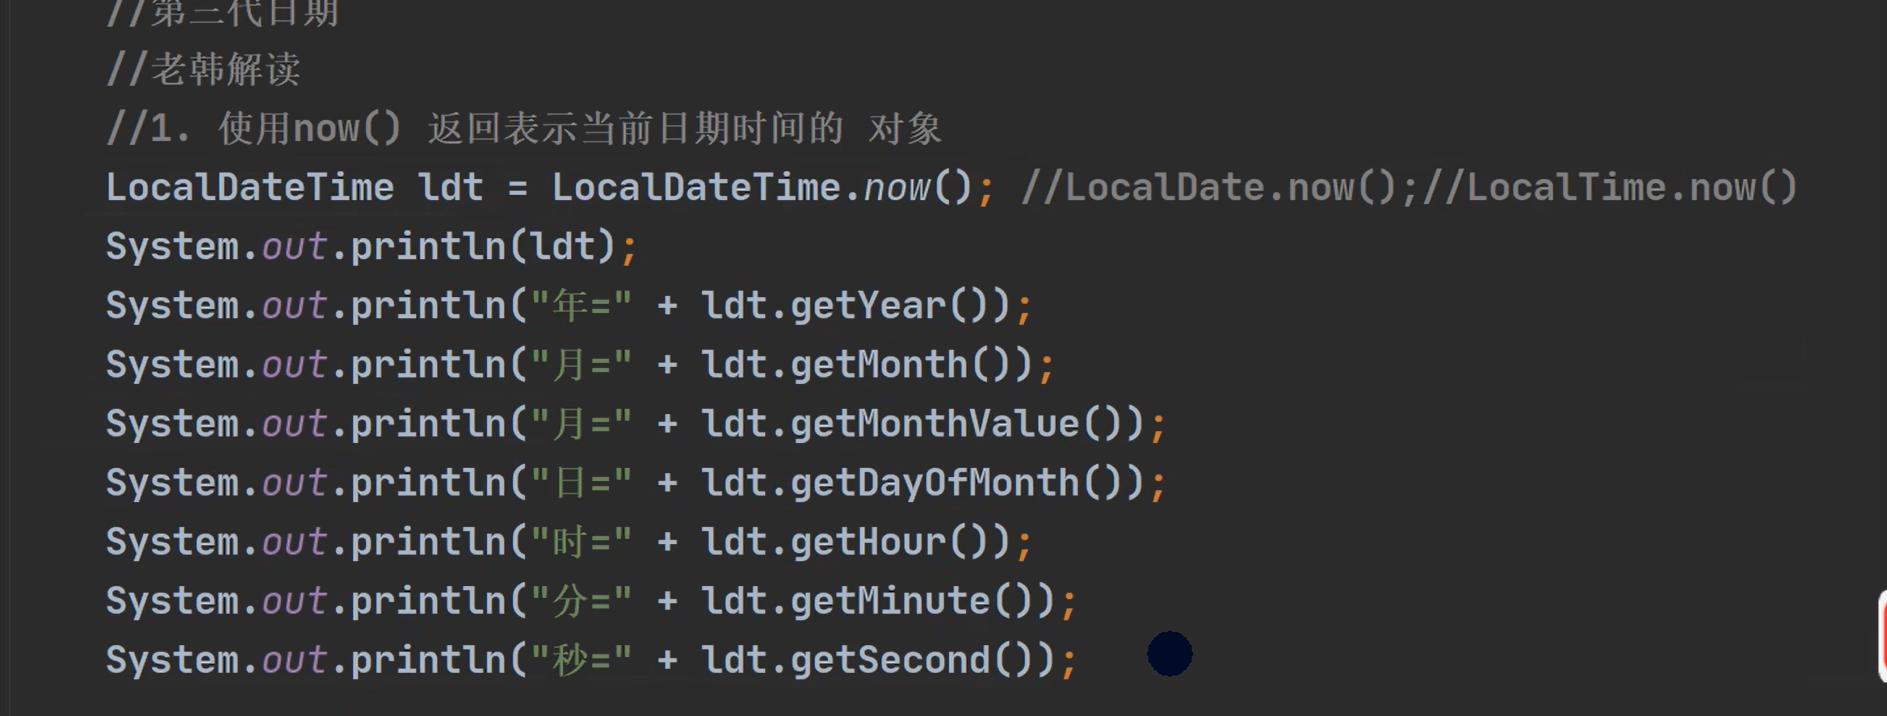 //第三代日期
//老韩解读
//1. 使用now() 返回表示当前日期时间的 对象
LocalDateTime ldt = LocalDateTime.now(); //LocalDate.now();//LocalTime.now()
System.out.println(ldt);
System.out.println("年=" + ldt.getYear());
System.out.println("月=" + ldt.getMonth());
System.out.println("月=" + ldt.getMonthValue());
System.out.println("日=" + ldt.getDayOfMonth());
System.out.println("时=" + ldt.getHour());
System.out.println("分=" + ldt.getMinute());
System.out.println("秒=" + ldt.getSecond());